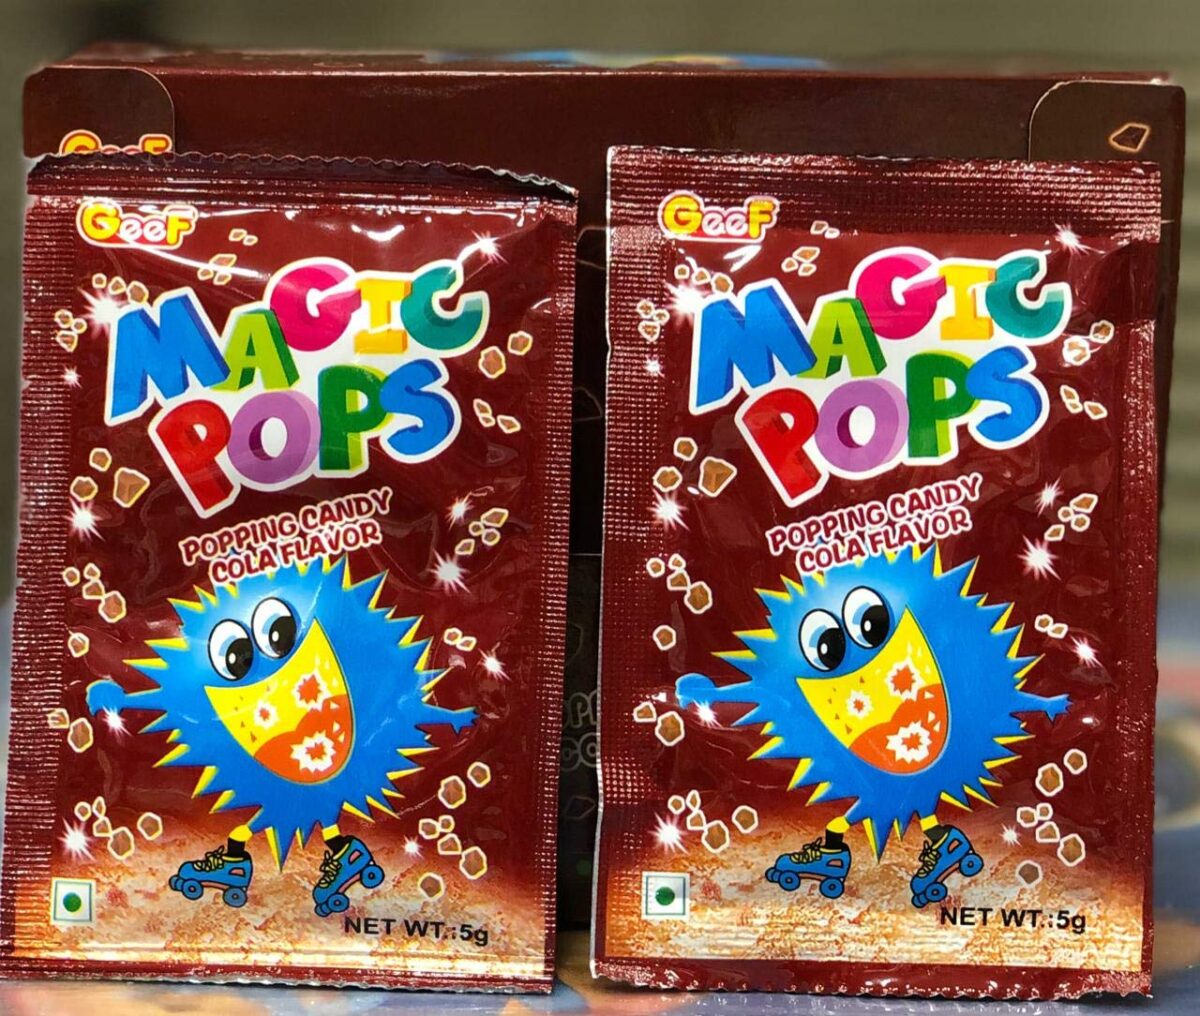 GeeF
GeeF
MAGIC
POPS
POPPING CANDY
COLA FLAVOR
NET WT.:5g
GeeF
MAGIC
POPS
POPPING CANDY
COLA FLAVOR
NET WT.:5g